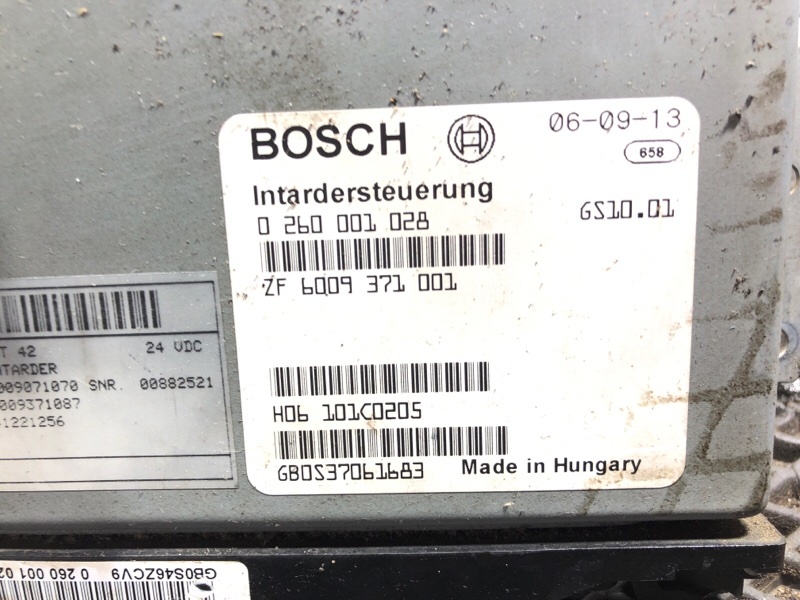 BOSCH
06-09-13
658
Intardersteuerung
0 260 001 028
GS10.01
ZF 6009 371 001
H06 101C0205
GB0S37061683
Made in Hungary
T 42 24 VDC
NTARDER
009071070 SNR. 00882521
009371087
1221256
GB0S46ZCV9
0 260 001 02